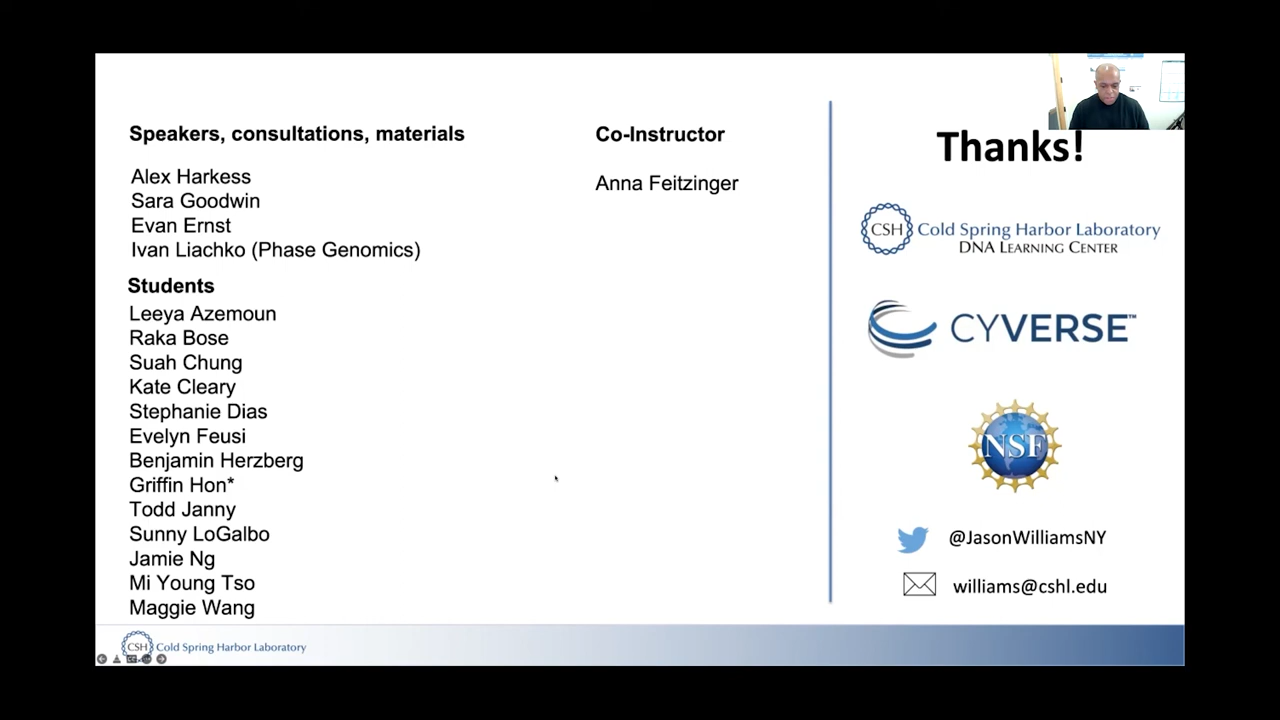 Speakers, consultations, materials
Alex Harkess
Sara Goodwin
Evan Ernst
Ivan Liachko (Phase Genomics)
Students
Leeya Azemoun
Raka Bose
Suah Chung
Kate Cleary
Stephanie Dias
Evelyn Feusi
Benjamin Herzberg
Griffin Hon*
Todd Janny
Sunny LoGalbo
Jamie Ng
Mi Young Tso
Maggie Wang
Co-Instructor
Anna Feitzinger
Thanks!
CSH Cold Spring Harbor Laboratory
DNA LEARNING CENTER
CYVERSE™
NSF
@JasonWilliamsNY
williams@cshl.edu
CSH Cold Spring Harbor Laboratory